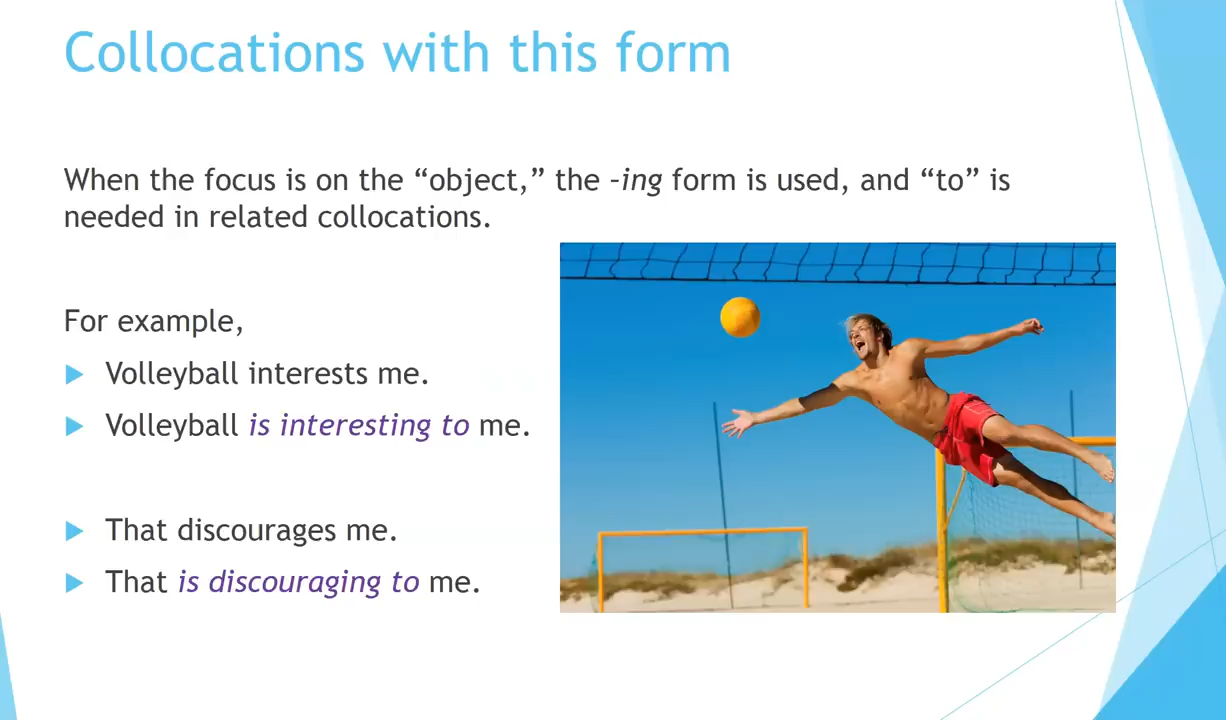 Collocations with this form
When the focus is on the “object,” the –ing form is used, and “to” is
needed in related collocations.
For example,
Volleyball interests me.
Volleyball is interesting to me.
That discourages me.
That is discouraging to me.